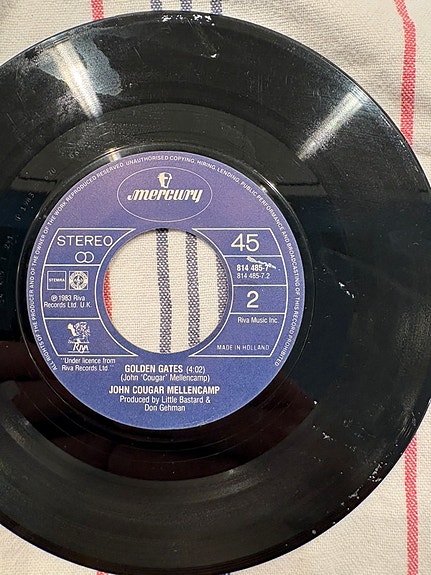 ALL RIGHTS OF THE PRODUCER AND OF THE OWNER OF THE WORK REPRODUCED RESERVED. UNAUTHORISED COPYING, HIRING, LENDING, PUBLIC PERFORMANCE AND BROADCASTING OF THIS RECORD PROHIBITED
mercury
STEREO
45
814 485-7
814 485-7.2
STEMRA
℗ 1983 Riva
Records Ltd. U.K.
2
Riva Music Inc.
RIVA
MADE IN HOLLAND
"Under licence from
Riva Records Ltd
GOLDEN GATES (4:02)
(John 'Cougar' Mellencamp)
JOHN COUGAR MELLENCAMP
Produced by Little Bastard &
Don Gehman